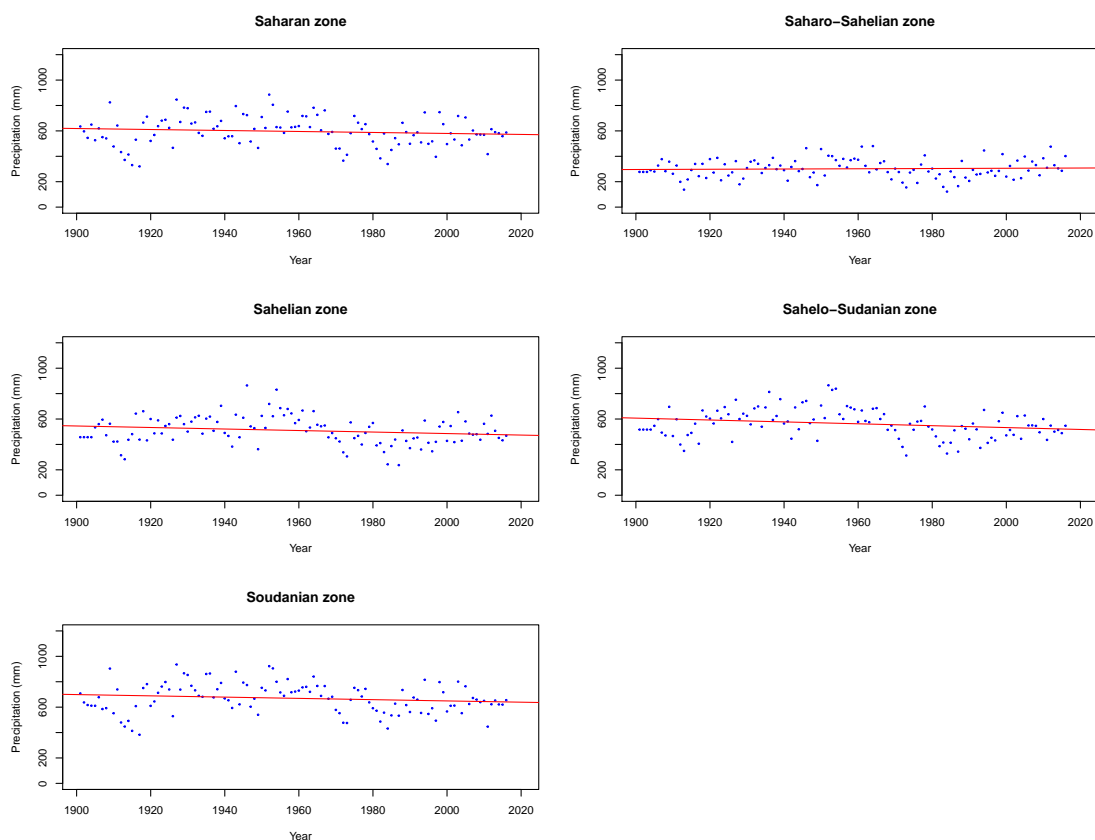 Saharan zone
Precipitation (mm)
0 200 600 1000
1900 1920 1940 1960 1980 2000 2020
Year
Saharo−Sahelian zone
Precipitation (mm)
0 200 600 1000
1900 1920 1940 1960 1980 2000 2020
Year
Sahelian zone
Precipitation (mm)
0 200 600 1000
1900 1920 1940 1960 1980 2000 2020
Year
Sahelo−Sudanian zone
Precipitation (mm)
0 200 600 1000
1900 1920 1940 1960 1980 2000 2020
Year
Soudanian zone
Precipitation (mm)
0 200 600 1000
1900 1920 1940 1960 1980 2000 2020
Year